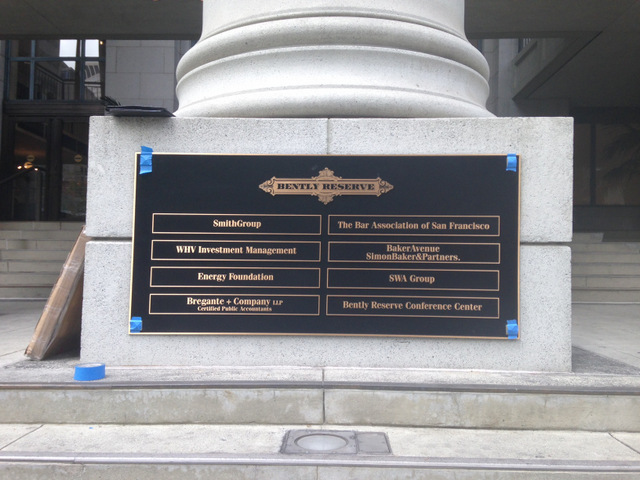 BENTLY RESERVE
SmithGroup
WHV Investment Management
Energy Foundation
Bregante + Company LLP
Certified Public Accountants
The Bar Association of San Francisco
BakerAvenue
SimonBaker&Partners.
SWA Group
Bently Reserve Conference Center